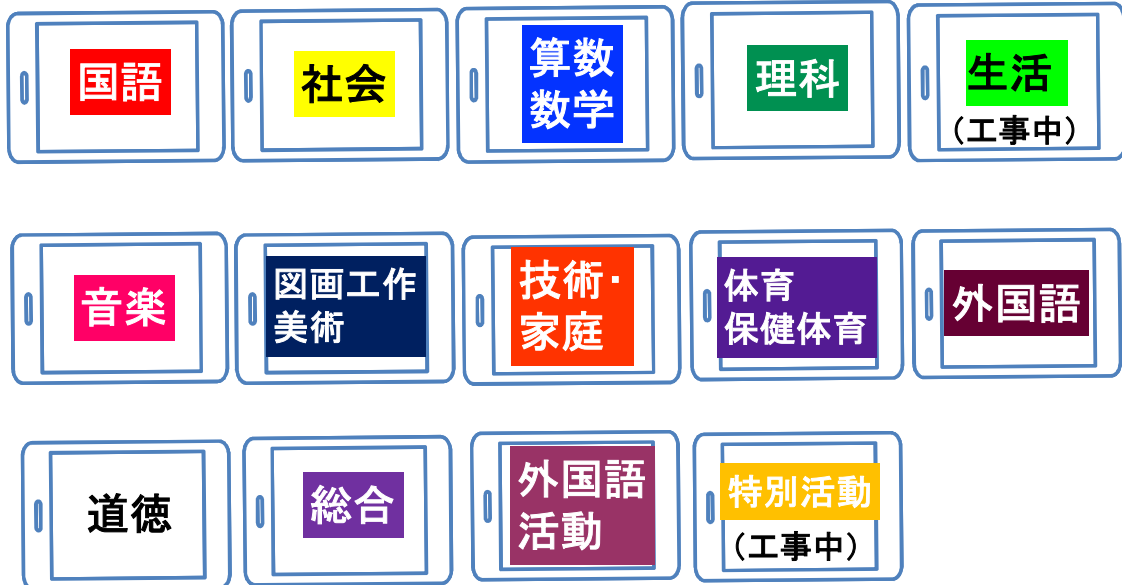 国語
社会
算数
数学
理科
生活
（工事中）
音楽
図画工作
美術
技術・
家庭
体育
保健体育
外国語
道徳
総合
外国語
活動
特別活動
（工事中）